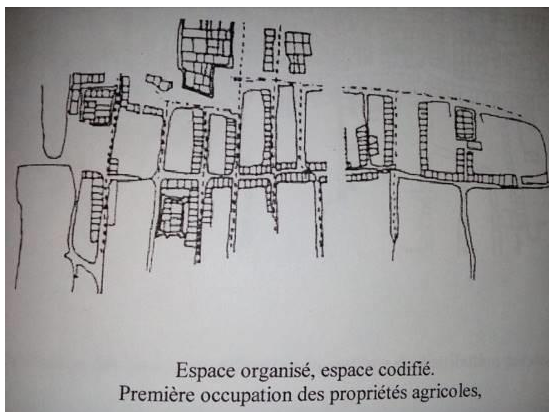 Espace organisé, espace codifié.
Première occupation des propriétés agricoles,